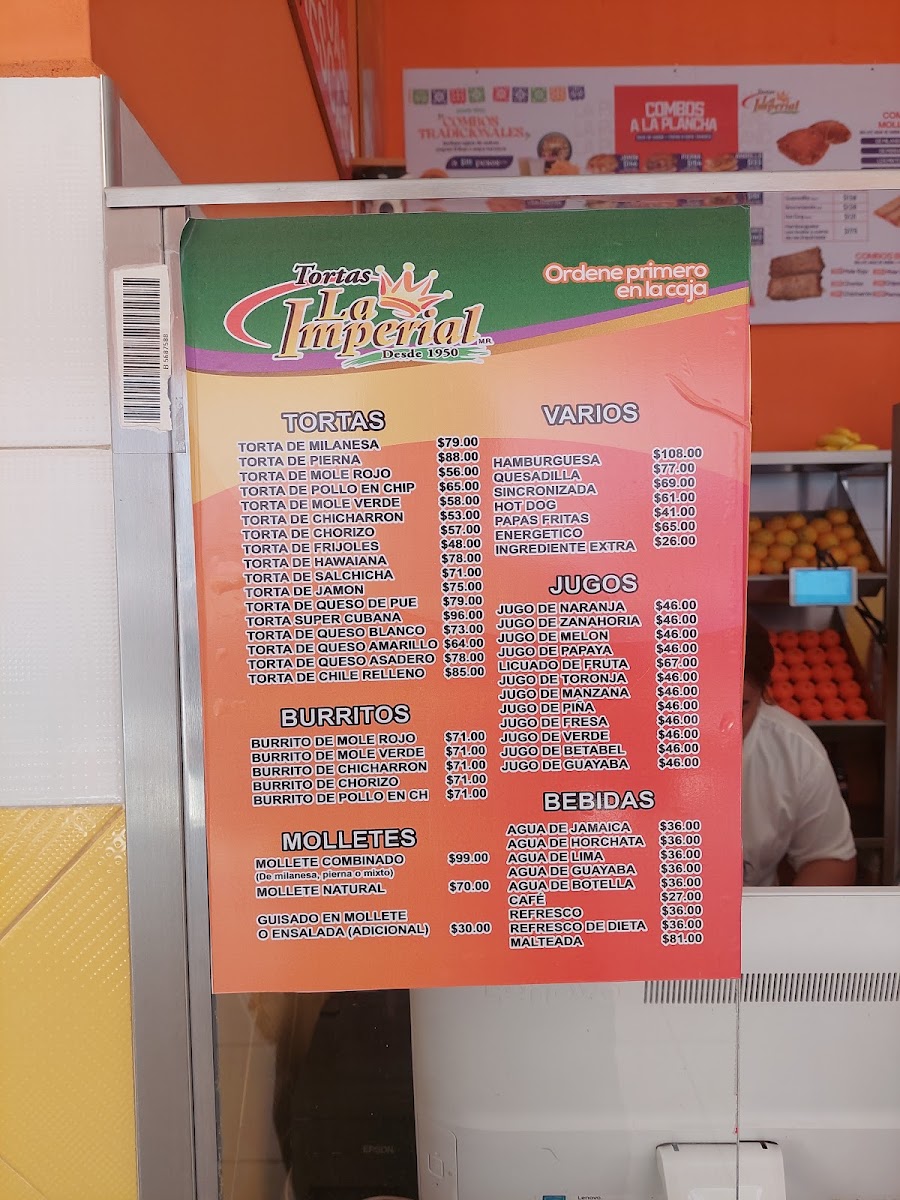 COMBOS
TRADICIONALES
COMBOS
A LA PLANCHA
La Imperial
Tortas
La
Imperial MR
Desde 1950
Ordene primero
en la caja
TORTAS
TORTA DE MILANESA $79.00
TORTA DE PIERNA $88.00
TORTA DE MOLE ROJO $56.00
TORTA DE POLLO EN CHIP $65.00
TORTA DE MOLE VERDE $58.00
TORTA DE CHICHARRON $53.00
TORTA DE CHORIZO $57.00
TORTA DE FRIJOLES $48.00
TORTA DE HAWAIANA $78.00
TORTA DE SALCHICHA $71.00
TORTA DE JAMON $75.00
TORTA DE QUESO DE PUE $79.00
TORTA SUPER CUBANA $96.00
TORTA DE QUESO BLANCO $73.00
TORTA DE QUESO AMARILLO $64.00
TORTA DE QUESO ASADERO $78.00
TORTA DE CHILE RELLENO $85.00
BURRITOS
BURRITO DE MOLE ROJO $71.00
BURRITO DE MOLE VERDE $71.00
BURRITO DE CHICHARRON $71.00
BURRITO DE CHORIZO $71.00
BURRITO DE POLLO EN CH $71.00
MOLLETES
MOLLETE COMBINADO $99.00
(De milanesa, pierna o mixto)
MOLLETE NATURAL $70.00
GUISADO EN MOLLETE
O ENSALADA (ADICIONAL) $30.00
VARIOS
HAMBURGUESA $108.00
QUESADILLA $77.00
SINCRONIZADA $69.00
HOT DOG $61.00
PAPAS FRITAS $41.00
ENERGETICO $65.00
INGREDIENTE EXTRA $26.00
JUGOS
JUGO DE NARANJA $46.00
JUGO DE ZANAHORIA $46.00
JUGO DE MELON $46.00
JUGO DE PAPAYA $46.00
LICUADO DE FRUTA $67.00
JUGO DE TORONJA $46.00
JUGO DE MANZANA $46.00
JUGO DE PIÑA $46.00
JUGO DE FRESA $46.00
JUGO DE VERDE $46.00
JUGO DE BETABEL $46.00
JUGO DE GUAYABA $46.00
BEBIDAS
AGUA DE JAMAICA $36.00
AGUA DE HORCHATA $36.00
AGUA DE LIMA $36.00
AGUA DE GUAYABA $36.00
AGUA DE BOTELLA $36.00
CAFÉ $27.00
REFRESCO $36.00
REFRESCO DE DIETA $36.00
MALTEADA $81.00
EPSON
Lenovo